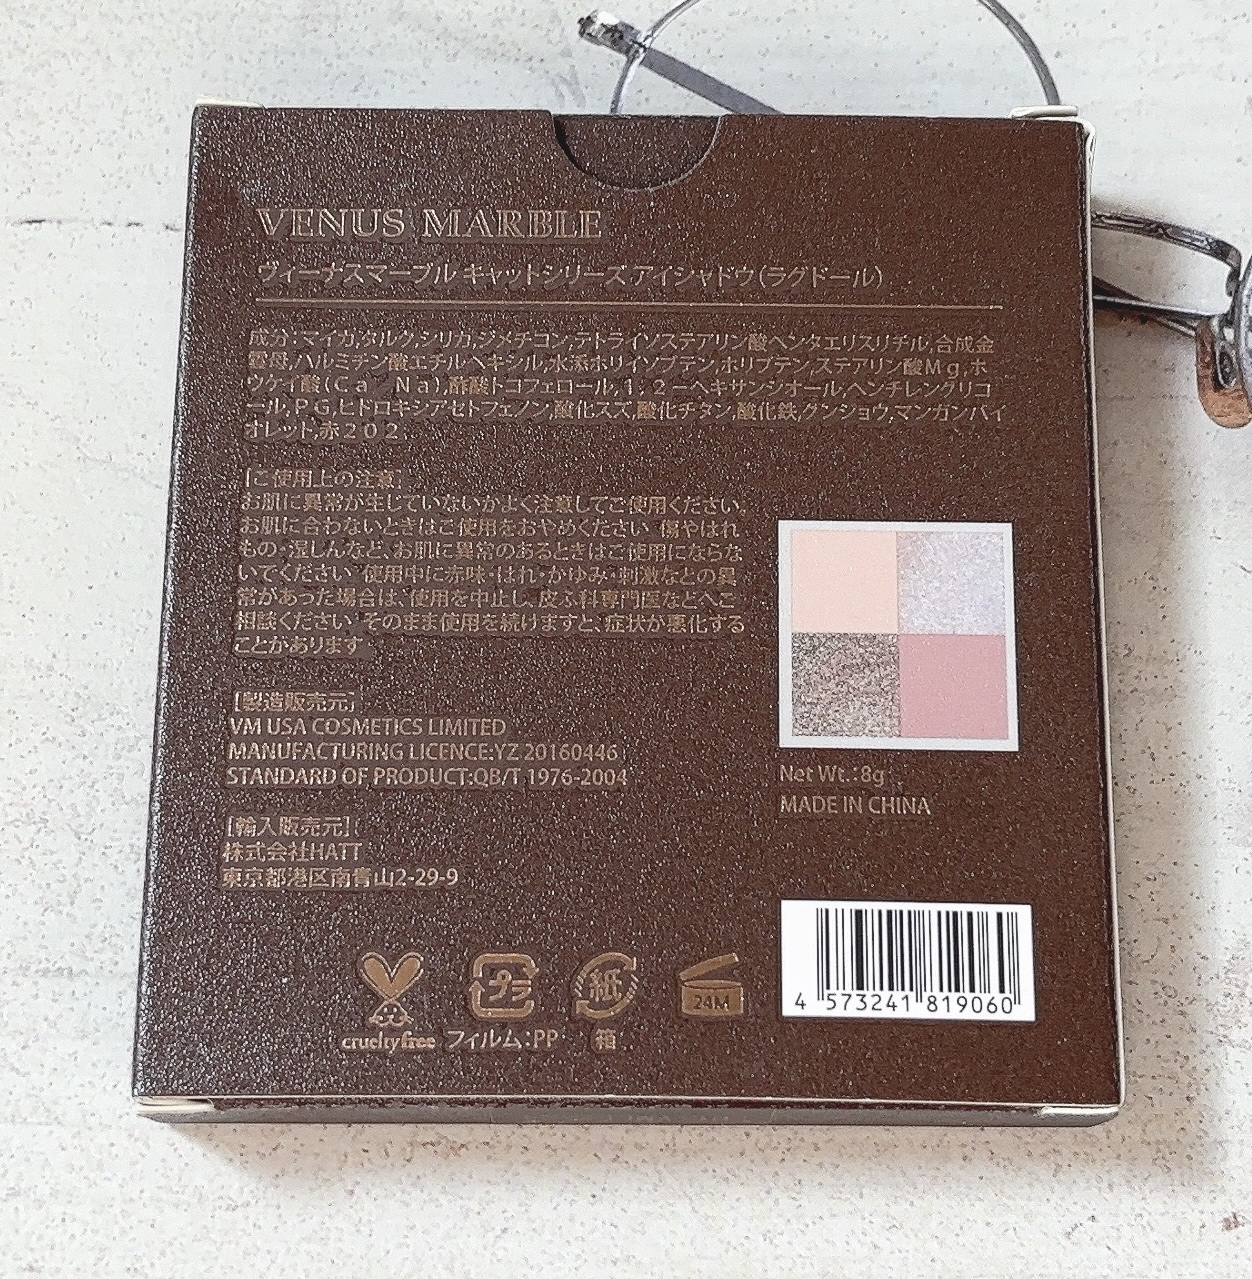 VENUS MARBLE
ヴィーナスマーブル キャットシリーズアイシャドウ(ラグドール)
成分:マイカ,タルク,シリカ,ジメチコン,テトライソステアリン酸ペンタエリスリチル,合成金
雲母,パルミチン酸エチルヘキシル,水添ポリイソブテン,ポリブテン,ステアリン酸Mg,ホ
ウケイ酸(Ca Na),酢酸トコフェロール,1:2ーヘキサンジオール,ペンチレングリコ
ール,PG,ヒドロキシアセトフェノン,酸化スズ,酸化チタン,酸化鉄,グンジョウ,マンガンバイ
オレット,赤202
[ご使用上の注意]
お肌に異常が生じていないかよく注意してご使用ください.
お肌に合わないときはご使用をおやめください 傷やはれ
もの・湿しんなど、お肌に異常のあるときはご使用にならな
いてください 使用中に赤味・はれ・かゆみ・刺激などの異
常があった場合は、使用を中止し、皮ふ科専門医などへご
相談ください そのまま使用を続けますと、症状が悪化する
ことがあります
[製造販売元]
VM USA COSMETICS LIMITED
MANUFACTURING LICENCE:YZ 20160446
STANDARD OF PRODUCT:QB/T 1976-2004
[輸入販売元]
株式会社HATT
東京都港区南青山2-29-9
Net Wt.:8g
MADE IN CHINA
4 573241 819060
プラ 紙 24M
crueltyfree フィルム:PP 箱